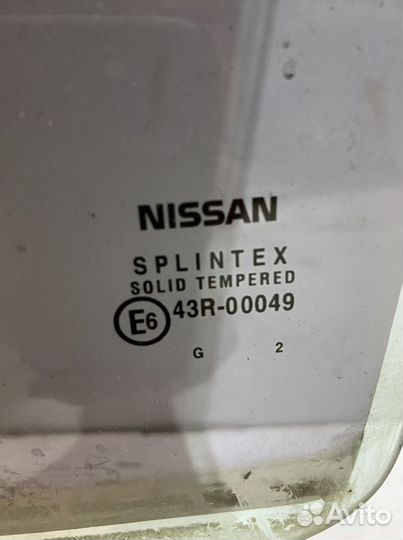 NISSAN
SPLINTEX
SOLID TEMPERED
E6 43R-00049
G 2
Avito